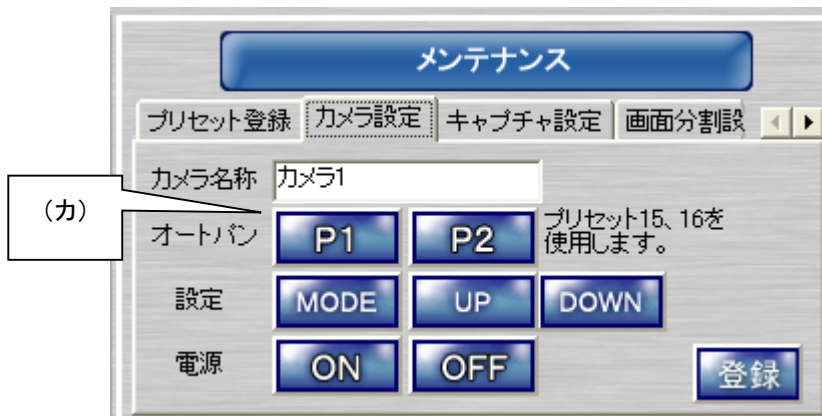 メンテナンス
プリセット登録 カメラ設定 キャプチャ設定 画面分割設
カメラ名称 カメラ1
(カ)
オートパン P1 P2 プリセット15、16を
使用します。
設定 MODE UP DOWN
電源 ON OFF 登録